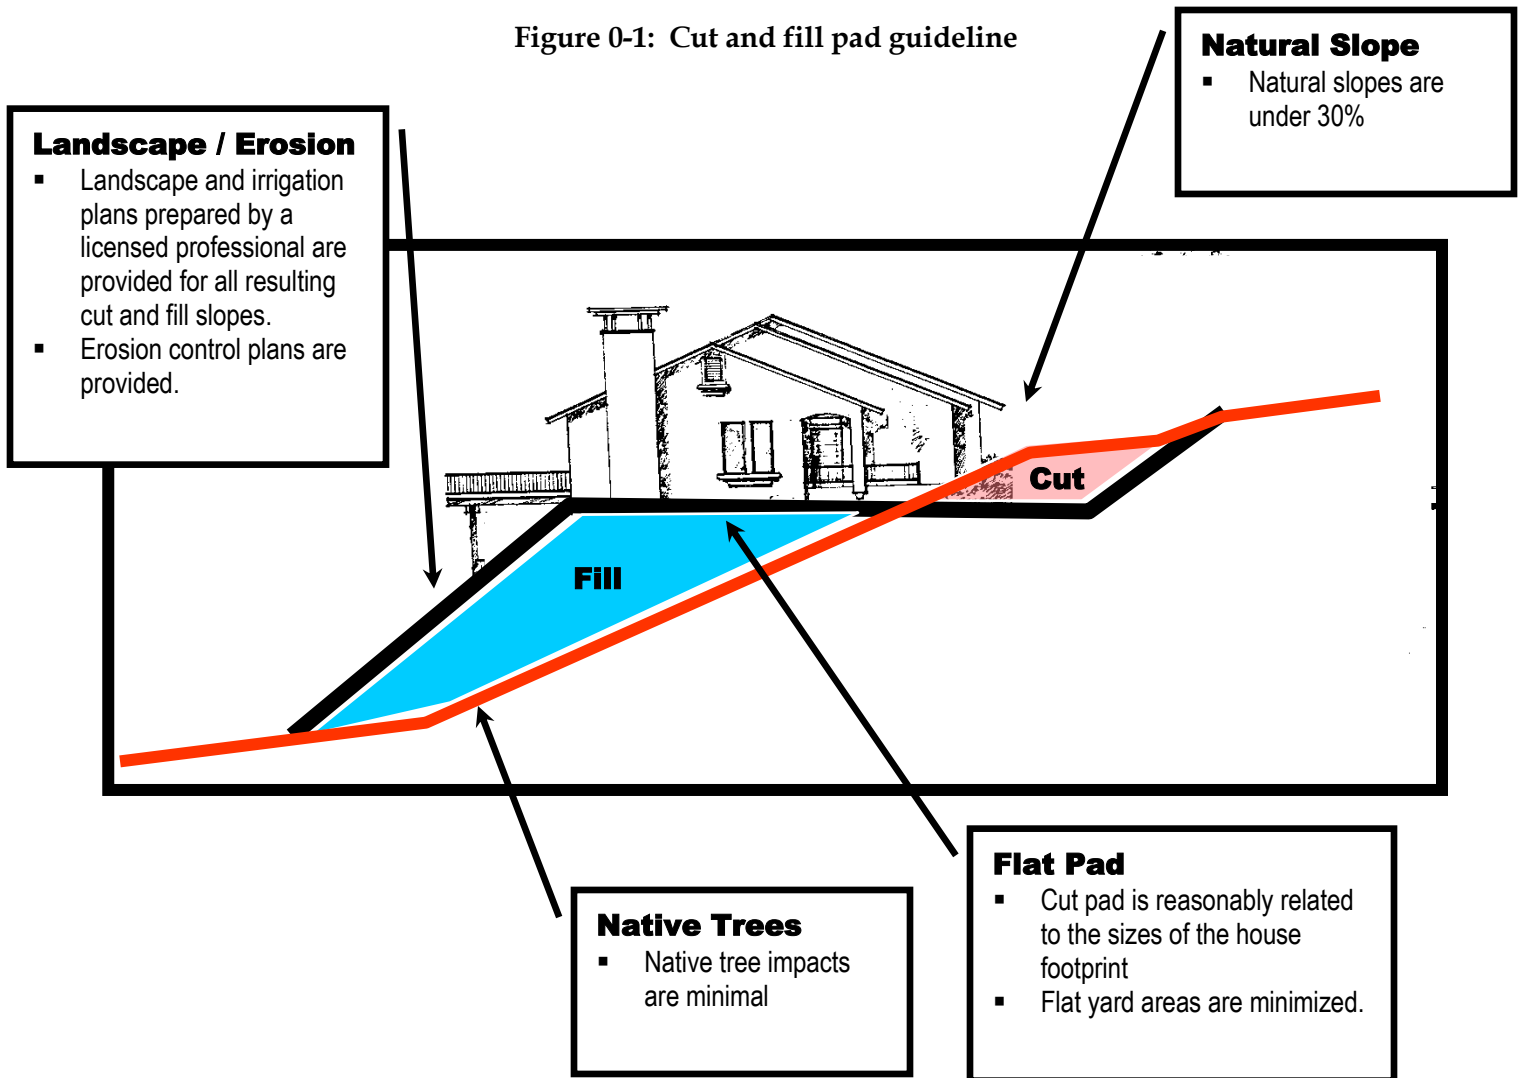 Figure 0-1:  Cut and fill pad guideline
Natural Slope
▪ Natural slopes are
under 30%
Landscape / Erosion
▪ Landscape and irrigation
plans prepared by a
licensed professional are
provided for all resulting
cut and fill slopes.
▪ Erosion control plans are
provided.
Cut
Fill
Flat Pad
▪ Cut pad is reasonably related
to the sizes of the house
footprint
▪ Flat yard areas are minimized.
Native Trees
▪ Native tree impacts
are minimal